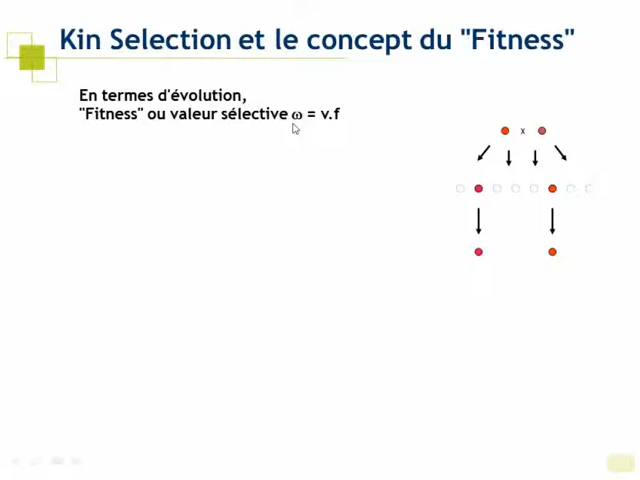 Kin Selection et le concept du "Fitness"
En termes d'évolution,
"Fitness" ou valeur sélective ω = v.f
x